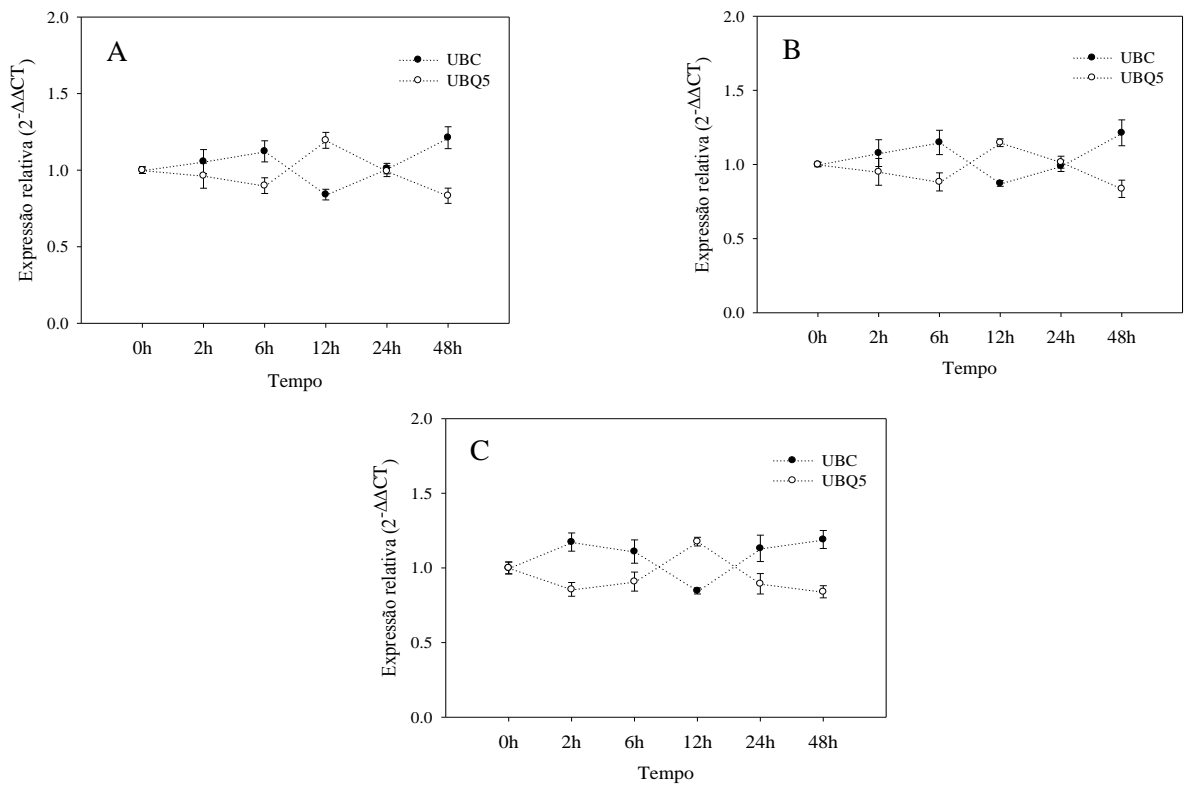 A
UBC
UBQ5
Expressão relativa (2^-ΔΔCT)
2.0
1.5
1.0
0.5
0.0
0h 2h 6h 12h 24h 48h
Tempo
B
UBC
UBQ5
Expressão relativa (2^-ΔΔCT)
2.0
1.5
1.0
0.5
0.0
0h 2h 6h 12h 24h 48h
Tempo
C
UBC
UBQ5
Expressão relativa (2^-ΔΔCT)
2.0
1.5
1.0
0.5
0.0
0h 2h 6h 12h 24h 48h
Tempo